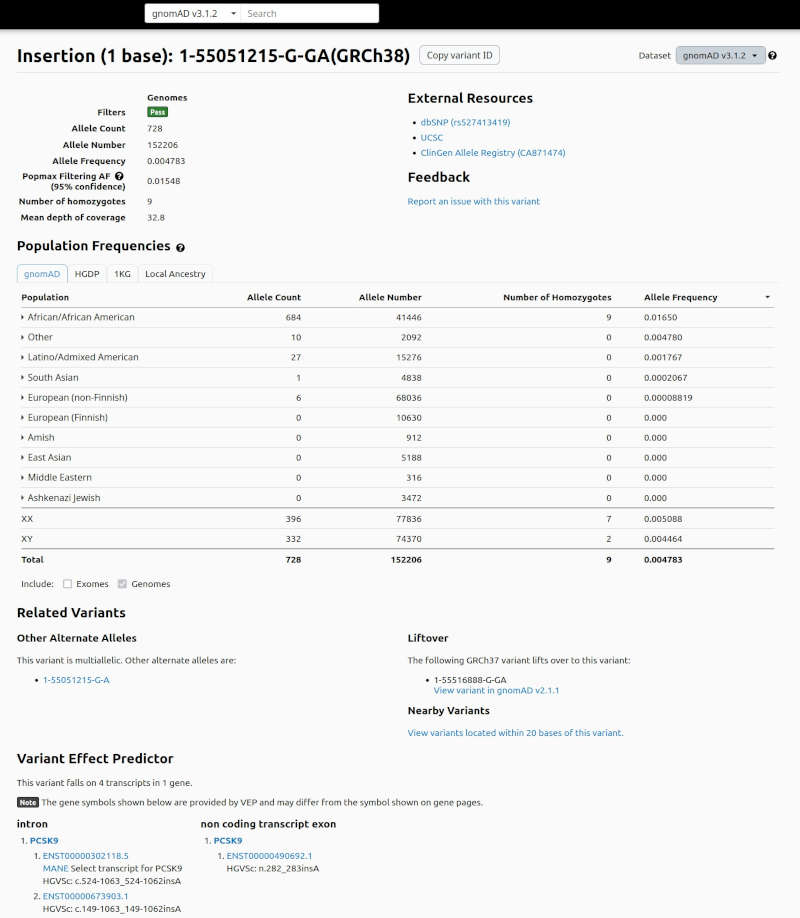 gnomAD v3.1.2 Search
Insertion (1 base): 1-55051215-G-GA(GRCh38) Copy variant ID Dataset gnomAD v3.1.2 ?
Genomes
Filters Pass
Allele Count 728
Allele Number 152206
Allele Frequency 0.004783
Popmax Filtering AF ?
(95% confidence) 0.01548
Number of homozygotes 9
Mean depth of coverage 32.8
External Resources
• dbSNP (rs527413419)
• UCSC
• ClinGen Allele Registry (CA871474)
Feedback
Report an issue with this variant
Population Frequencies ?
gnomAD HGDP 1KG Local Ancestry
Population Allele Count Allele Number Number of Homozygotes Allele Frequency
African/African American 684 41446 9 0.01650
Other 10 2092 0 0.004780
Latino/Admixed American 27 15276 0 0.001767
South Asian 1 4838 0 0.0002067
European (non-Finnish) 6 68036 0 0.00008819
European (Finnish) 0 10630 0 0.000
Amish 0 912 0 0.000
East Asian 0 5188 0 0.000
Middle Eastern 0 316 0 0.000
Ashkenazi Jewish 0 3472 0 0.000
XX 396 77836 7 0.005088
XY 332 74370 2 0.004464
Total 728 152206 9 0.004783
Include: Exomes Genomes
Related Variants
Other Alternate Alleles
This variant is multiallelic. Other alternate alleles are:
• 1-55051215-G-A
Liftover
The following GRCh37 variant lifts over to this variant:
• 1-55516888-G-GA
View variant in gnomAD v2.1.1
Nearby Variants
View variants located within 20 bases of this variant.
Variant Effect Predictor
This variant falls on 4 transcripts in 1 gene.
Note The gene symbols shown below are provided by VEP and may differ from the symbol shown on gene pages.
intron
1. PCSK9
1. ENST00000302118.5
MANE Select transcript for PCSK9
HGVSc: c.524-1063_524-1062insA
2. ENST00000673903.1
HGVSc: c.149-1063_149-1062insA
non coding transcript exon
1. PCSK9
1. ENST00000490692.1
HGVSc: n.282_283insA